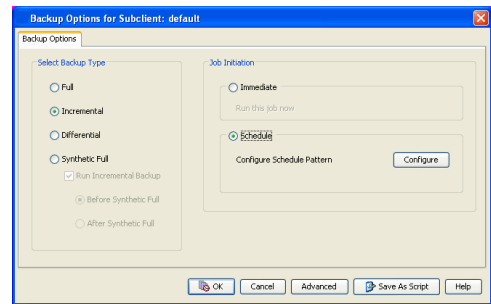 Backup Options for Subclient: default
Backup Options
Select Backup Type
Full
Incremental
Differential
Synthetic Full
Run Incremental Backup
Before Synthetic Full
After Synthetic Full
Job Initiation
Immediate
Run this job now
Schedule
Configure Schedule Pattern
Configure
OK
Cancel
Advanced
Save As Script
Help